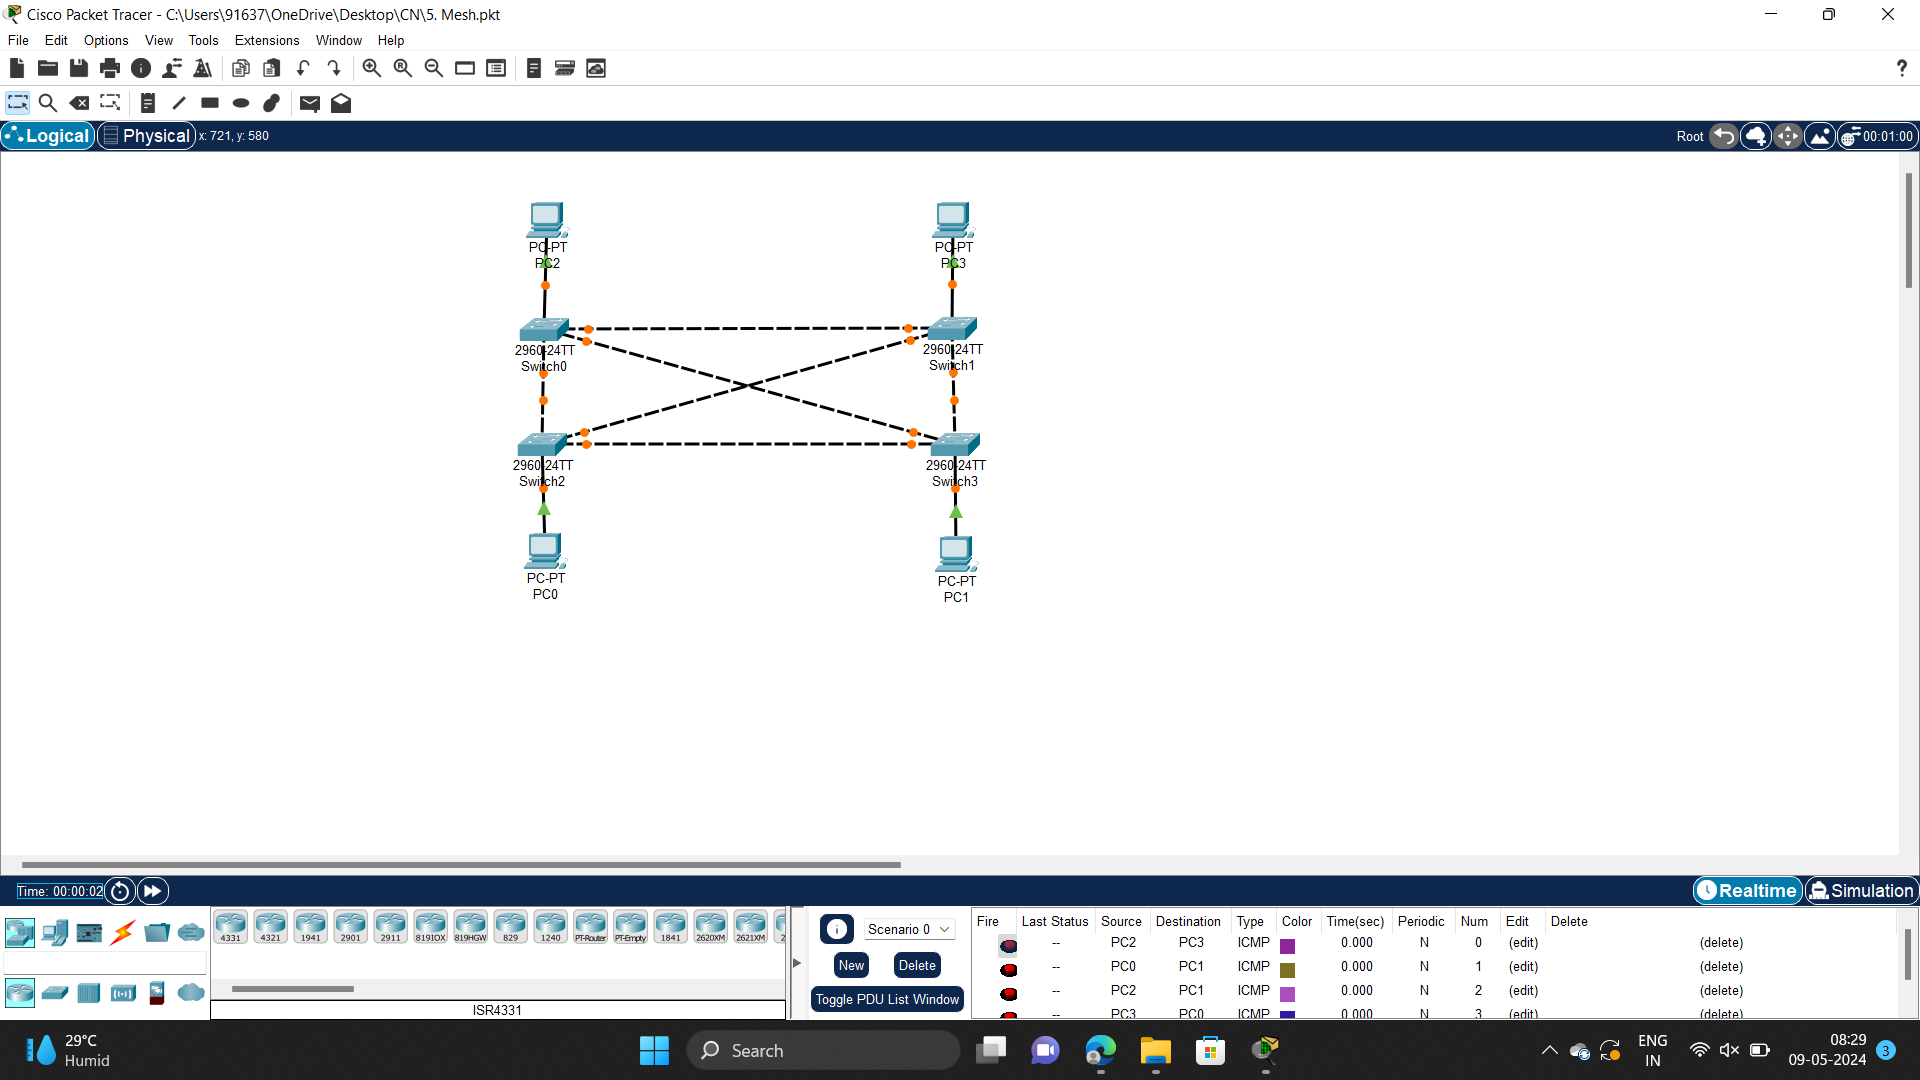 Cisco Packet Tracer - C:\Users\91637\OneDrive\Desktop\CN\5. Mesh.pkt
File Edit Options View Tools Extensions Window Help
?
Logical Physical x: 721, y: 580 Root 00:01:00
PC-PT
PC2
PC-PT
PC3
2960-24TT
Switch0
2960-24TT
Switch1
2960-24TT
Switch2
2960-24TT
Switch3
PC-PT
PC0
PC-PT
PC1
Time: 00:00:02 Realtime Simulation
4331 4321 1941 2901 2911 819IOX 819HGW 829 1240 PT-Router PT-Empty 1841 2620XM 2621XM 2
ISR4331
Scenario 0
New Delete
Toggle PDU List Window
Fire Last Status Source Destination Type Color Time(sec) Periodic Num Edit Delete
-- PC2 PC3 ICMP 0.000 N 0 (edit) (delete)
-- PC0 PC1 ICMP 0.000 N 1 (edit) (delete)
-- PC2 PC1 ICMP 0.000 N 2 (edit) (delete)
-- PC3 PC0 ICMP 0.000 N 3 (edit) (delete)
29°C
Humid
Search
ENG
IN
08:29
09-05-2024
3